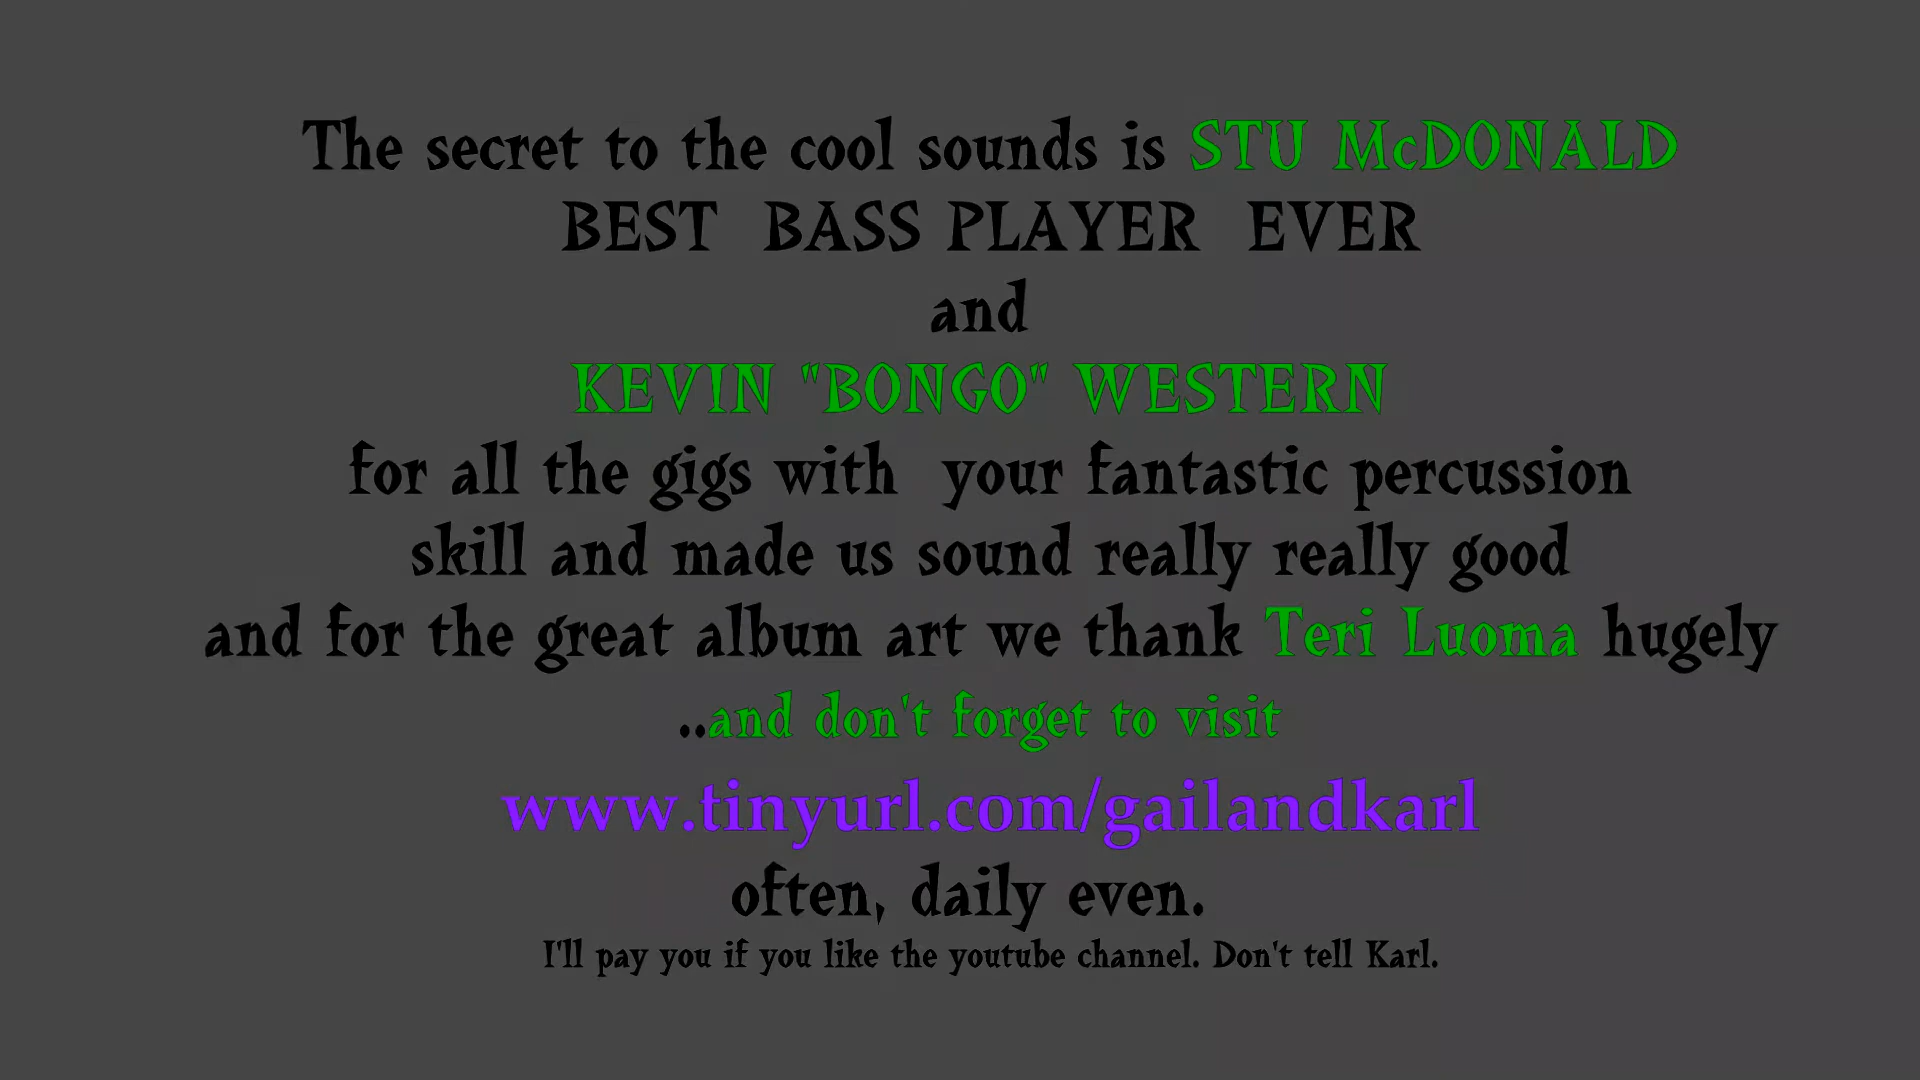 The secret to the cool sounds is STU McDONALD
BEST BASS PLAYER EVER
and
KEVIN "BONGO" WESTERN
for all the gigs with your fantastic percussion
skill and made us sound really really good
and for the great album art we thank Teri Luoma hugely
..and don't forget to visit
www.tinyurl.com/gailandkarl
often, daily even.
I'll pay you if you like the youtube channel. Don't tell Karl.